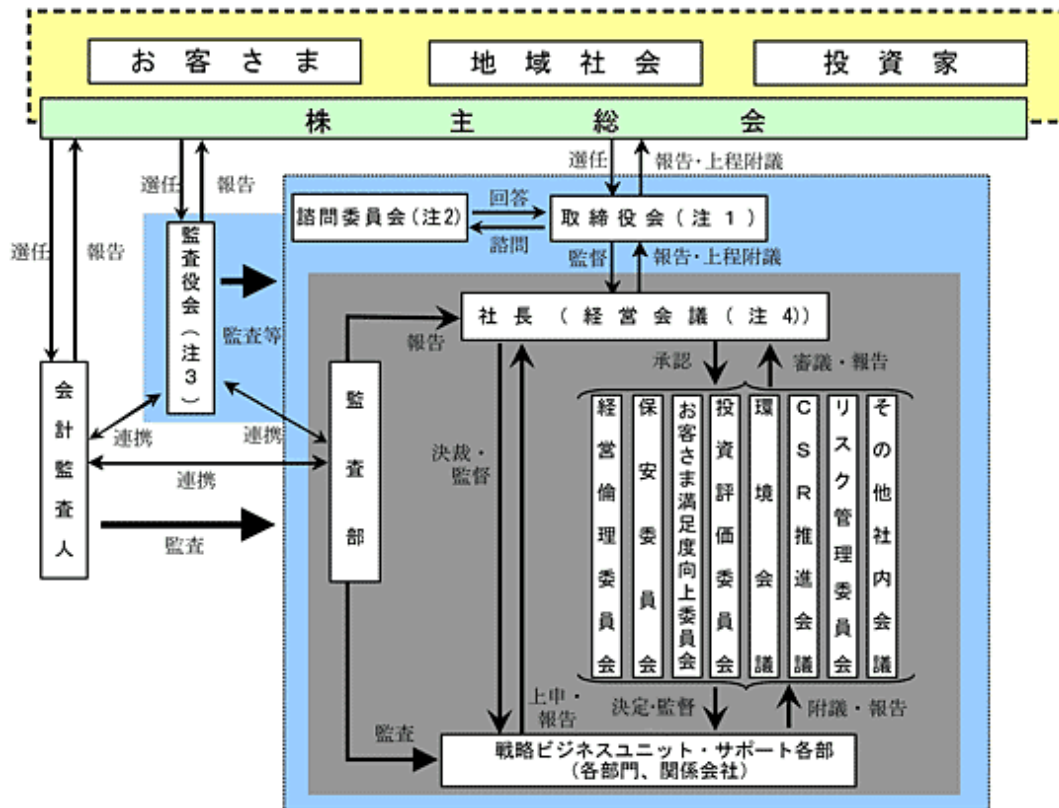 お客さま
地域社会
投資家
株主総会
選任
報告
選任
報告
選任
報告・上程附議
諮問委員会(注2)
回答
諮問
取締役会(注1)
監督
報告・上程附議
監査役会(注3)
監査等
社長(経営会議(注4))
報告
承認
審議・報告
会計監査人
連携
連携
連携
監査
監査部
決裁・
監督
経営倫理委員会
保安委員会
お客さま満足度向上委員会
投資評価委員会
環境会議
CSR推進会議
リスク管理委員会
その他社内会議
上申・
報告
決定・監督
附議・報告
監査
戦略ビジネスユニット・サポート各部
(各部門、関係会社)